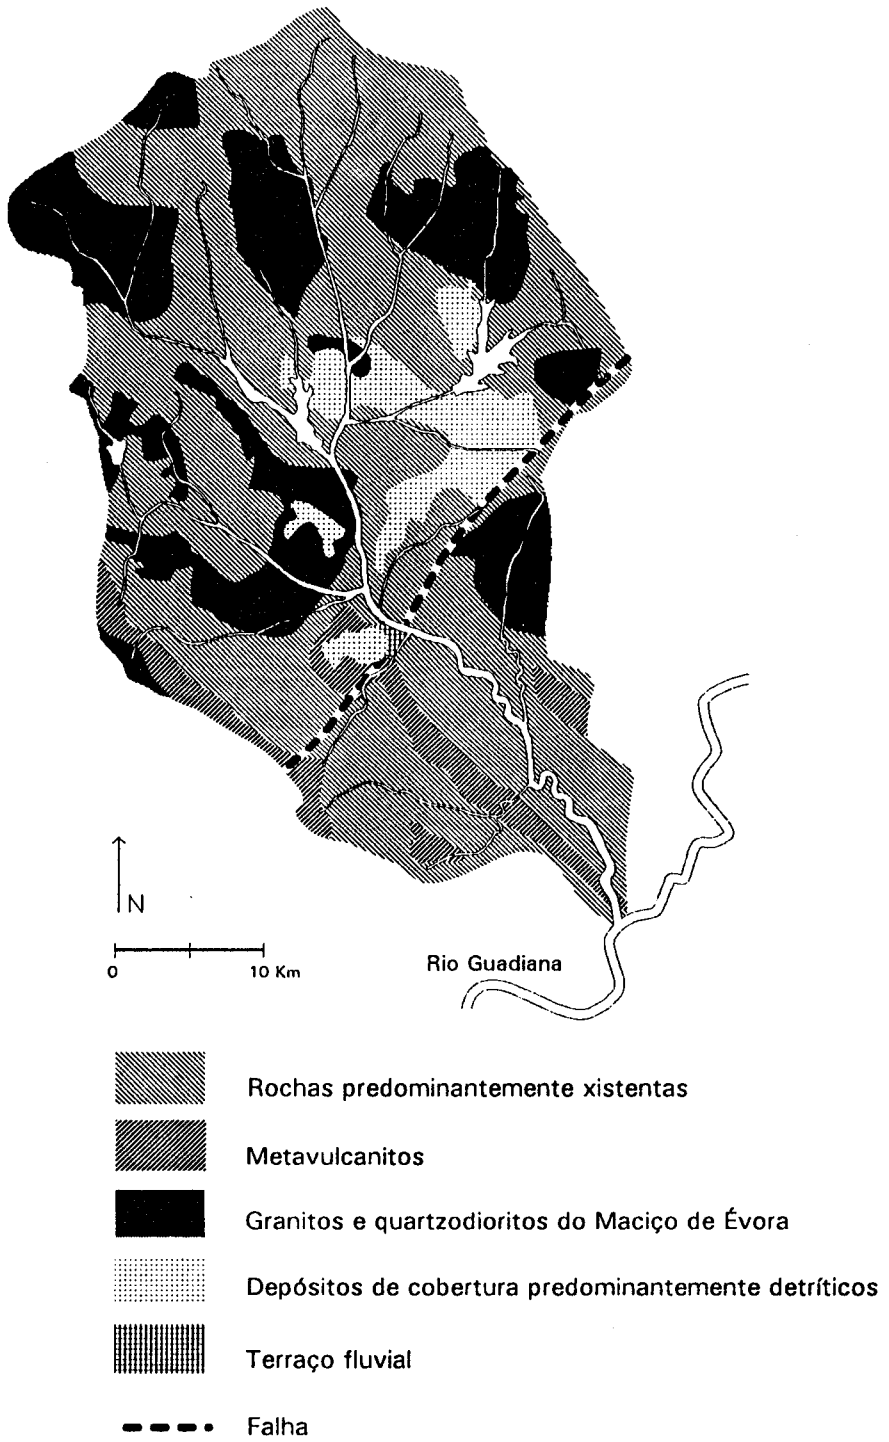 N
0 10 Km
Rio Guadiana
Rochas predominantemente xistentas
Metavulcanitos
Granitos e quartzodioritos do Maciço de Évora
Depósitos de cobertura predominantemente detríticos
Terraço fluvial
Falha